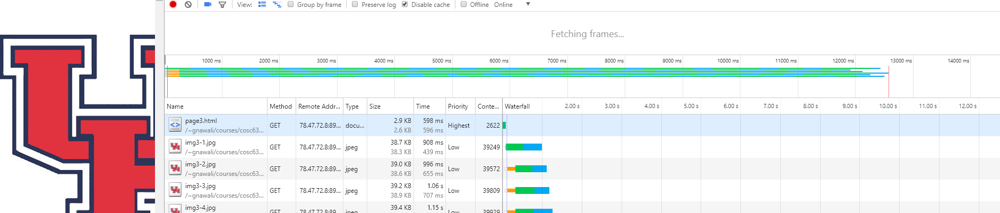 View: Group by frame Preserve log Disable cache Offline Online
Fetching frames...
1000 ms 2000 ms 3000 ms 4000 ms 5000 ms 6000 ms 7000 ms 8000 ms 9000 ms 10000 ms 11000 ms 12000 ms 13000 ms 14000 ms
Name Method Remote Addr... Type Size Time Priority Conte... Waterfall 2.00 s 3.00 s 4.00 s 5.00 s 6.00 s 7.00 s 8.00 s 9.00 s 10.00 s 11.00 s 12.00 s
page3.html 2.9 KB 598 ms
GET 78.47.72.8:89... docu... Highest 2622
/~gnawali/courses/cosc63... 2.6 KB 596 ms
img3-1.jpg 38.7 KB 908 ms
GET 78.47.72.8:89... jpeg Low 39249
/~gnawali/courses/cosc63... 38.3 KB 439 ms
img3-2.jpg 39.0 KB 996 ms
GET 78.47.72.8:89... jpeg Low 39572
/~gnawali/courses/cosc63... 38.6 KB 655 ms
img3-3.jpg 39.2 KB 1.06 s
GET 78.47.72.8:89... jpeg Low 39809
/~gnawali/courses/cosc63... 38.9 KB 707 ms
img3-4.jpg 39.4 KB 1.15 s
GET 78.47.72.8:89... jpeg Low 39929